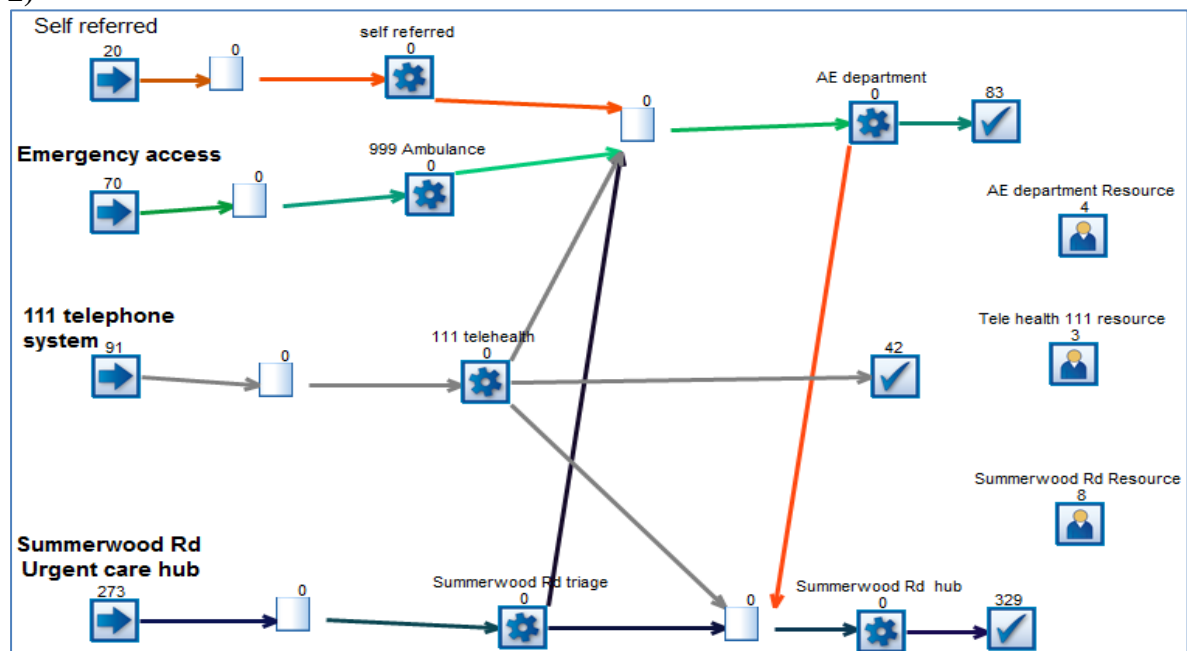 Self referred
20
0
self referred
0
0
AE department
0
83
Emergency access
70
0
999 Ambulance
0
AE department Resource
4
111 telephone
system
91
0
111 telehealth
0
42
Tele health 111 resource
3
Summerwood Rd Resource
8
Summerwood Rd
Urgent care hub
273
0
Summerwood Rd triage
0
0
Summerwood Rd hub
0
329